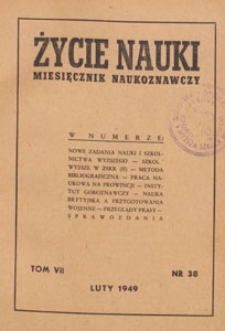 ŻYCIE NAUKI
MIESIĘCZNIK NAUKOZNAWCZY
W NUMERZE:
NOWE ZADANIA NAUKI I SZKOL-
NICTWA WYŻSZEGO — SZKOŁY
WYŻSZE W ZSRR (II) — METODA
BIBLIOGRAFICZNA — PRACA NA-
UKOWA NA PROWINCJI — INSTY-
TUT GOROZNAWCZY — NAUKA
BRYTYJSKA A PRZYGOTOWANIA
WOJENNE — PRZEGLĄDY PRASY —
SPRAWOZDANIA
TOM VII
NR 38
LUTY 1949